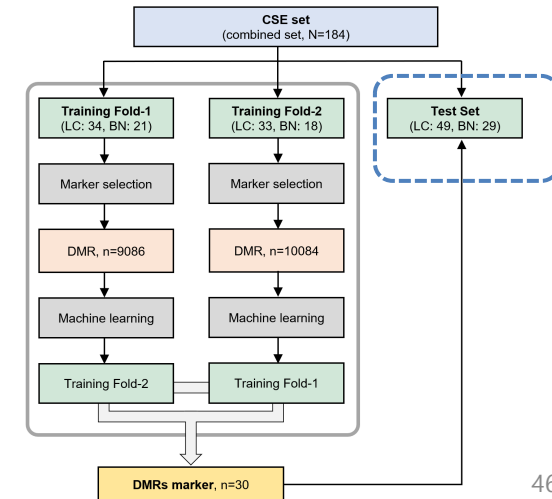 CSE set
(combined set, N=184)
Training Fold-1
(LC: 34, BN: 21)
Training Fold-2
(LC: 33, BN: 18)
Test Set
(LC: 49, BN: 29)
Marker selection
Marker selection
DMR, n=9086
DMR, n=10084
Machine learning
Machine learning
Training Fold-2
Training Fold-1
DMRs marker, n=30
46